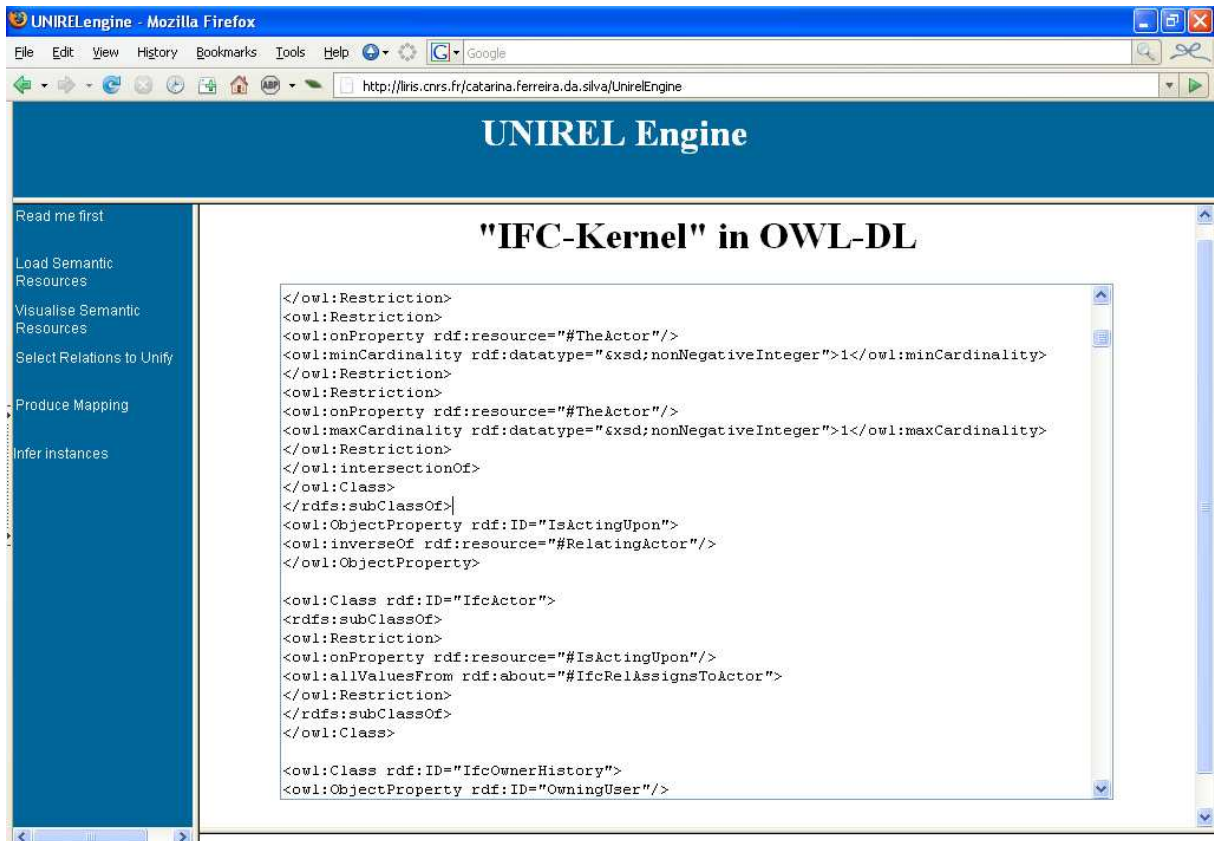 UNIRELengine - Mozilla Firefox
File Edit View History Bookmarks Tools Help G Google
ABP http://liris.cnrs.fr/catarina.ferreira.da.silva/UnirelEngine
UNIREL Engine
Read me first
Load Semantic
Resources
Visualise Semantic
Resources
Select Relations to Unify
Produce Mapping
Infer instances
"IFC-Kernel" in OWL-DL
</owl:Restriction>
<owl:Restriction>
<owl:onProperty rdf:resource="#TheActor"/>
<owl:minCardinality rdf:datatype="&xsd;nonNegativeInteger">1</owl:minCardinality>
</owl:Restriction>
<owl:Restriction>
<owl:onProperty rdf:resource="#TheActor"/>
<owl:maxCardinality rdf:datatype="&xsd;nonNegativeInteger">1</owl:maxCardinality>
</owl:Restriction>
</owl:intersectionOf>
</owl:Class>
</rdfs:subClassOf>
<owl:ObjectProperty rdf:ID="IsActingUpon">
<owl:inverseOf rdf:resource="#RelatingActor"/>
</owl:ObjectProperty>
<owl:Class rdf:ID="IfcActor">
<rdfs:subClassOf>
<owl:Restriction>
<owl:onProperty rdf:resource="#IsActingUpon"/>
<owl:allValuesFrom rdf:about="#IfcRelAssignsToActor">
</owl:Restriction>
</rdfs:subClassOf>
</owl:Class>
<owl:Class rdf:ID="IfcOwnerHistory">
<owl:ObjectProperty rdf:ID="OwningUser"/>